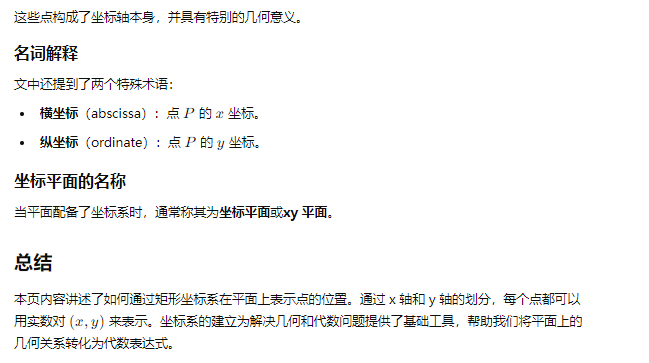 这些点构成了坐标轴本身，并具有特别的几何意义。
名词解释
文中还提到了两个特殊术语：
• 横坐标（abscissa）：点 P 的 x 坐标。
• 纵坐标（ordinate）：点 P 的 y 坐标。
坐标平面的名称
当平面配备了坐标系时，通常称其为坐标平面或xy 平面。
总结
本页内容讲述了如何通过矩形坐标系在平面上表示点的位置。通过 x 轴和 y 轴的划分，每个点都可以
用实数对 (x, y) 来表示。坐标系的建立为解决几何和代数问题提供了基础工具，帮助我们将平面上的
几何关系转化为代数表达式。